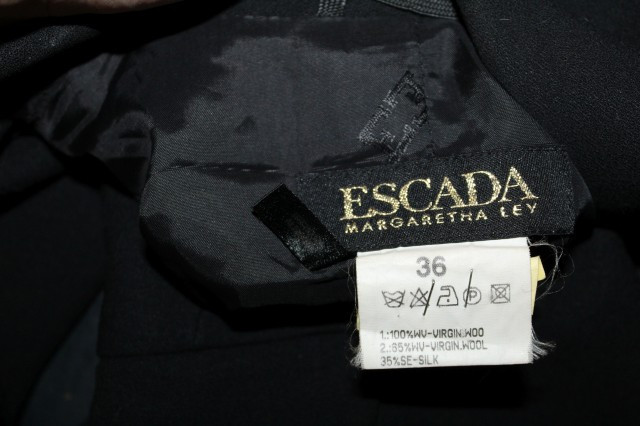 ESCADA
MARGARETHA LEY
36
1.:100%WV-VIRGIN.WOO
2.:65%WV-VIRGIN.WOOL
35%SE-SILK